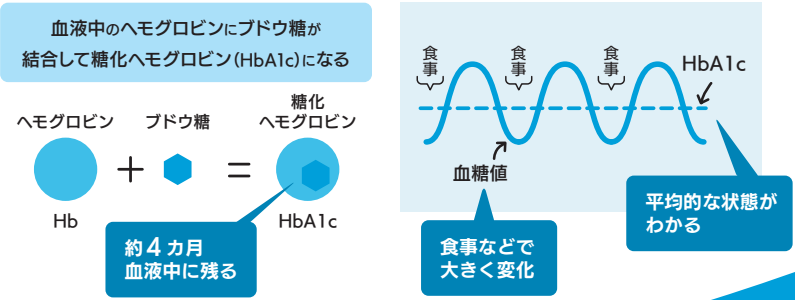 血液中のヘモグロビンにブドウ糖が
結合して糖化ヘモグロビン（HbA1c）になる
ヘモグロビン
ブドウ糖
糖化
ヘモグロビン
+
=
Hb
HbA1c
約4カ月
血液中に残る
食事
食事
食事
HbA1c
血糖値
食事などで
大きく変化
平均的な状態が
わかる